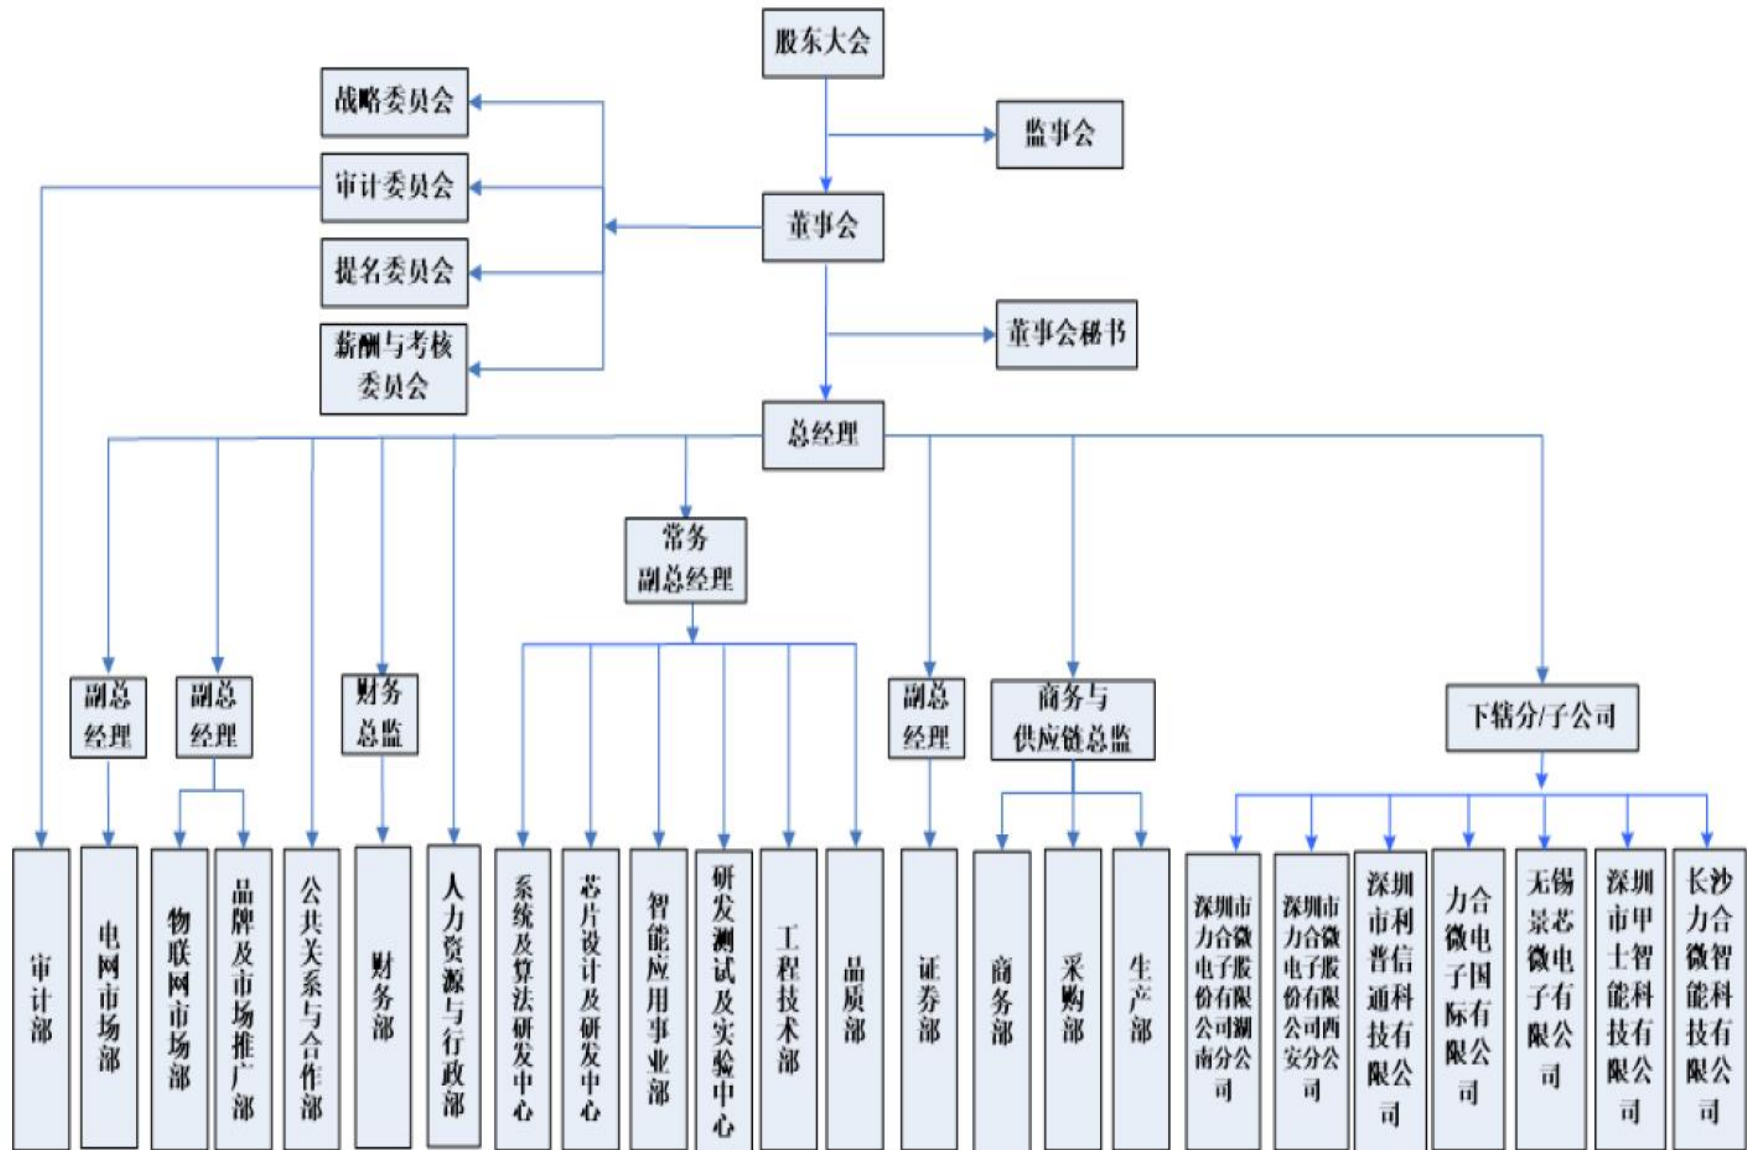 股东大会
战略委员会
监事会
审计委员会
董事会
提名委员会
董事会秘书
薪酬与考核
委员会
总经理
常务
副总经理
副总
经理
副总
经理
财务
总监
副总
经理
商务与
供应链总监
下辖分/子公司
审计部
电网市场部
物联网市场部
品牌及市场推广部
公共关系与合作部
财务部
人力资源与行政部
系统及算法研发中心
芯片设计及研发中心
智能应用事业部
研发测试及实验中心
工程技术部
品质部
证券部
商务部
采购部
生产部
深圳市
力合微
电子股
份有限
公司湖
南分公
司
深圳市
力合微
电子股
份有限
公司西
安分公
司
深圳
市利
普信
通科
技有
限公
司
力合
微电
子国
际有
限公
司
无锡
景芯
微电
子有
限公
司
深圳
市甲
士智
能科
技有
限公
司
长沙
力合
微智
能科
技有
限公
司